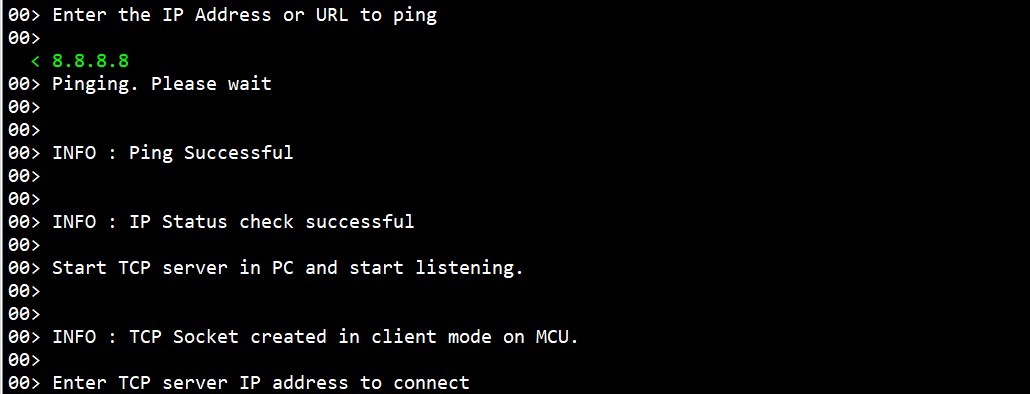 00> Enter the IP Address or URL to ping
00>
< 8.8.8.8
00> Pinging. Please wait
00>
00>
00> INFO : Ping Successful
00>
00>
00> INFO : IP Status check successful
00>
00> Start TCP server in PC and start listening.
00>
00>
00> INFO : TCP Socket created in client mode on MCU.
00>
00> Enter TCP server IP address to connect